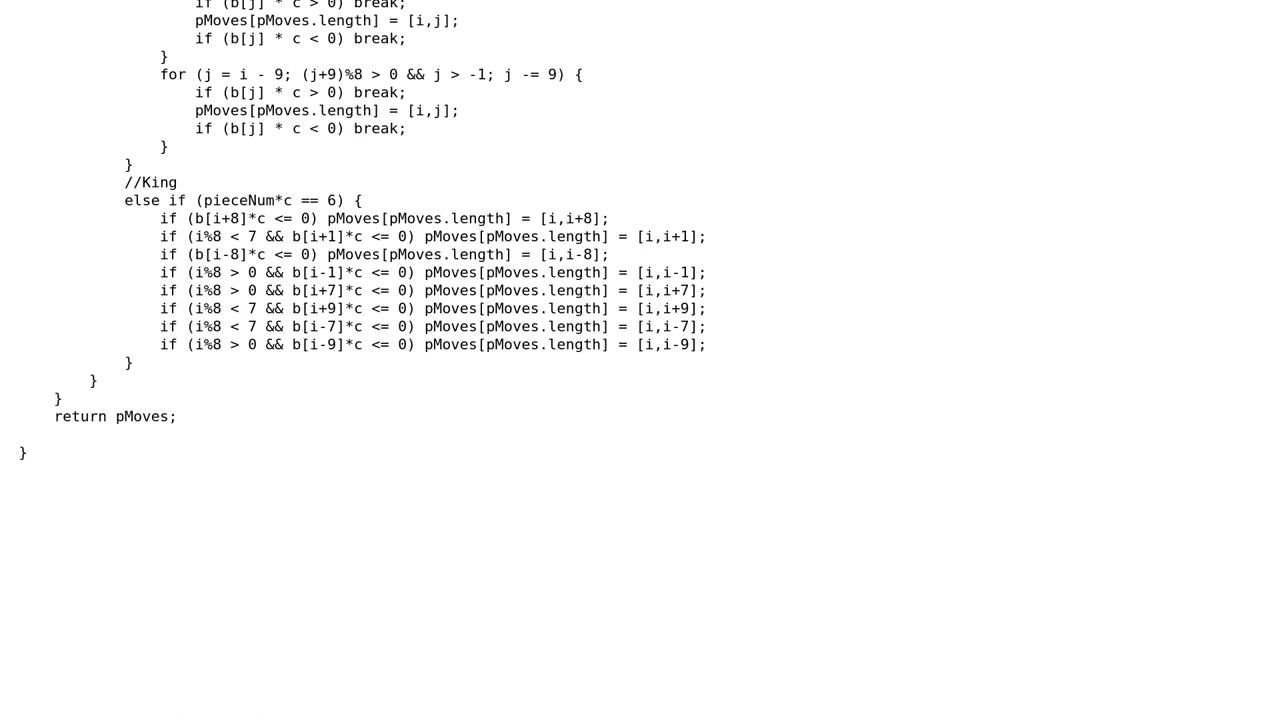 if (b[j] * c > 0) break;
pMoves[pMoves.length] = [i,j];
if (b[j] * c < 0) break;
}
for (j = i - 9; (j+9)%8 > 0 && j > -1; j -= 9) {
if (b[j] * c > 0) break;
pMoves[pMoves.length] = [i,j];
if (b[j] * c < 0) break;
}
}
//King
else if (pieceNum*c == 6) {
if (b[i+8]*c <= 0) pMoves[pMoves.length] = [i,i+8];
if (i%8 < 7 && b[i+1]*c <= 0) pMoves[pMoves.length] = [i,i+1];
if (b[i-8]*c <= 0) pMoves[pMoves.length] = [i,i-8];
if (i%8 > 0 && b[i-1]*c <= 0) pMoves[pMoves.length] = [i,i-1];
if (i%8 > 0 && b[i+7]*c <= 0) pMoves[pMoves.length] = [i,i+7];
if (i%8 < 7 && b[i+9]*c <= 0) pMoves[pMoves.length] = [i,i+9];
if (i%8 < 7 && b[i-7]*c <= 0) pMoves[pMoves.length] = [i,i-7];
if (i%8 > 0 && b[i-9]*c <= 0) pMoves[pMoves.length] = [i,i-9];
}
}
}
return pMoves;
}